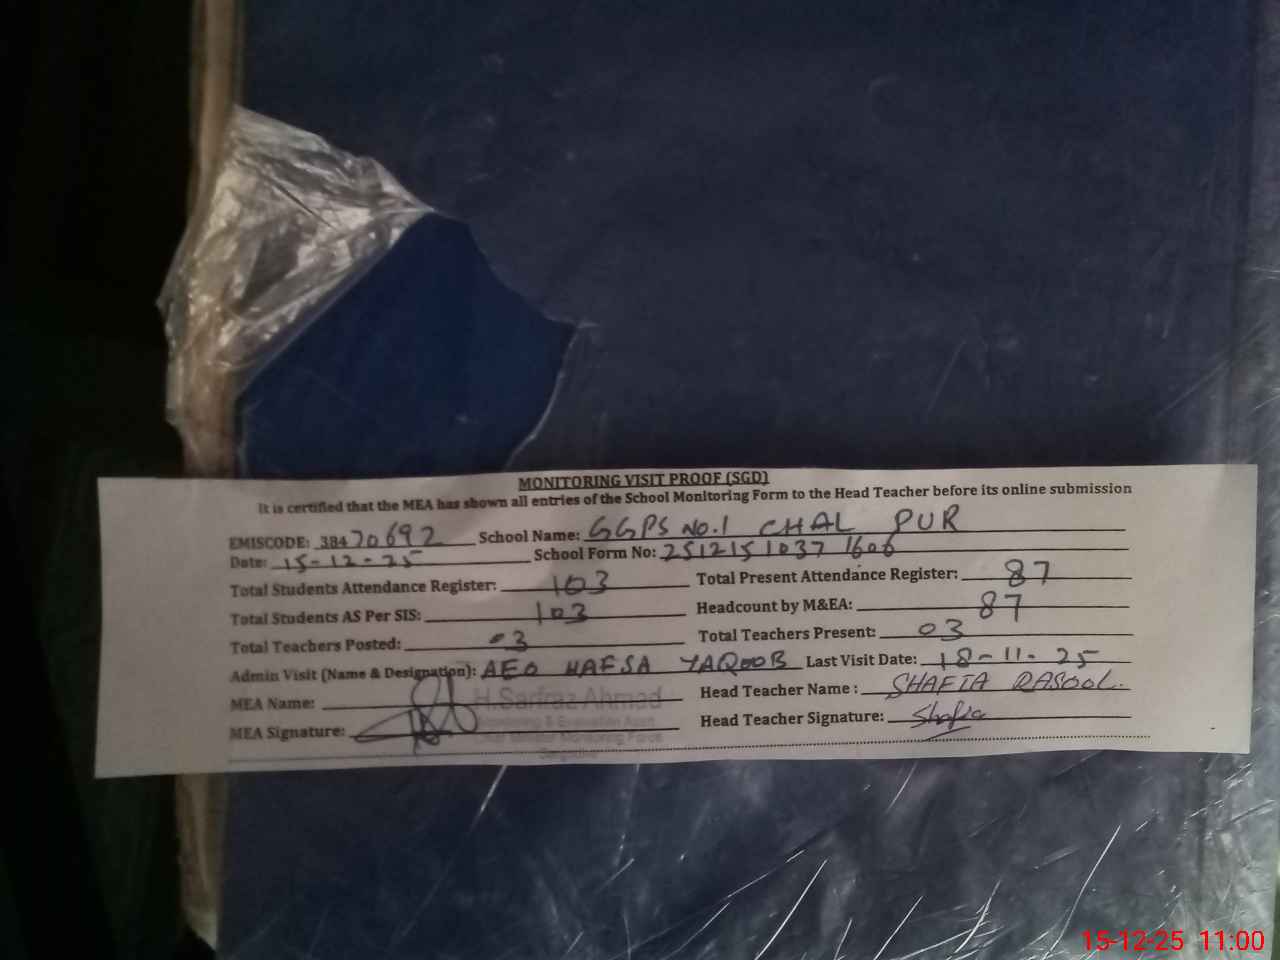 MONITORING VISIT PROOF (SGD)
It is certified that the MEA has shown all entries of the School Monitoring Form to the Head Teacher before its online submission
EMISCODE: 38470692 School Name: GGPS No.1 CHAL PUR
Date: 15-12-25 School Form No: 2512151037 1606
Total Students Attendance Register: 103 Total Present Attendance Register: 87
Total Students AS Per SIS: 103 Headcount by M&EA: 87
Total Teachers Posted: 03 Total Teachers Present: 03
Admin Visit (Name & Designation): AEO HAFSA YAQOOB Last Visit Date: 18-11-25
MEA Name: H.Sarfraz Ahmad Head Teacher Name : SHAFIA RASOOL
MEA Signature: Head Teacher Signature: Shafia
Monitoring Force
15-12-25 11:00